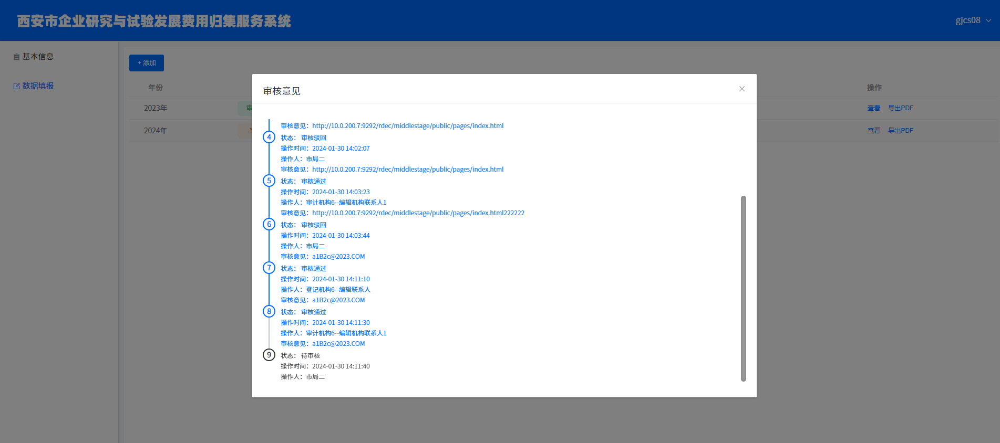 西安市企业研究与试验发展费用归集服务系统
gjcs08
基本信息
数据填报
+ 添加
年份
操作
2023年
审
查看 导出PDF
2024年
查看 导出PDF
审核意见
审核意见：http://10.0.200.7:9292/rdec/middlestage/public/pages/index.html
4
状态： 审核驳回
操作时间：2024-01-30 14:02:07
操作人：市局二
审核意见：http://10.0.200.7:9292/rdec/middlestage/public/pages/index.html
5
状态： 审核通过
操作时间：2024-01-30 14:03:23
操作人：审计机构6--编辑机构联系人1
审核意见：http://10.0.200.7:9292/rdec/middlestage/public/pages/index.html222222
6
状态： 审核驳回
操作时间：2024-01-30 14:03:44
操作人：市局二
审核意见：a1B2c@2023.COM
7
状态： 审核通过
操作时间：2024-01-30 14:11:10
操作人：登记机构6--编辑联系人
审核意见：a1B2c@2023.COM
8
状态： 审核通过
操作时间：2024-01-30 14:11:30
操作人：审计机构6--编辑机构联系人1
审核意见：a1B2c@2023.COM
9
状态： 待审核
操作时间：2024-01-30 14:11:40
操作人：市局二